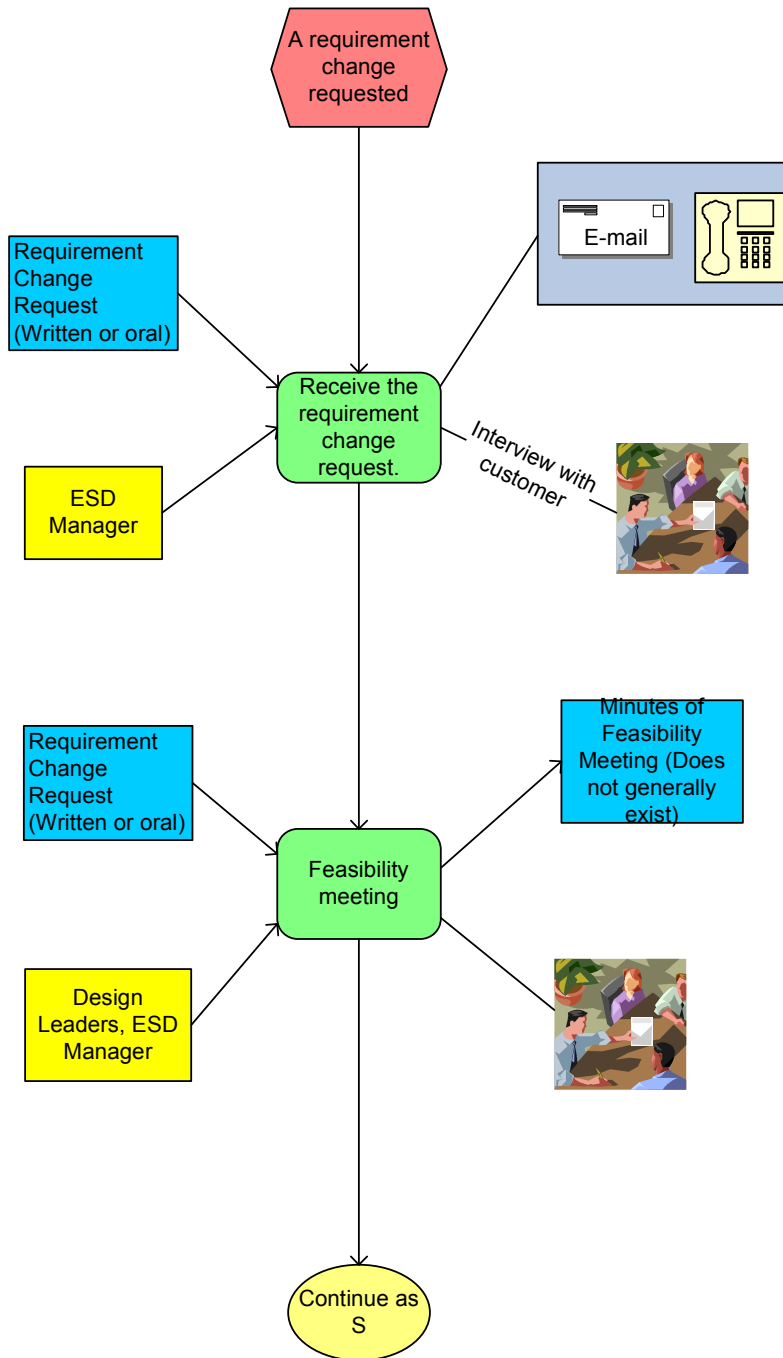 A requirement
change
requested
E-mail
Requirement
Change
Request
(Written or oral)
Receive the
requirement
change
request.
Interview with
customer
ESD
Manager
Requirement
Change
Request
(Written or oral)
Minutes of
Feasibility
Meeting (Does
not generally
exist)
Feasibility
meeting
Design
Leaders, ESD
Manager
Continue as
S